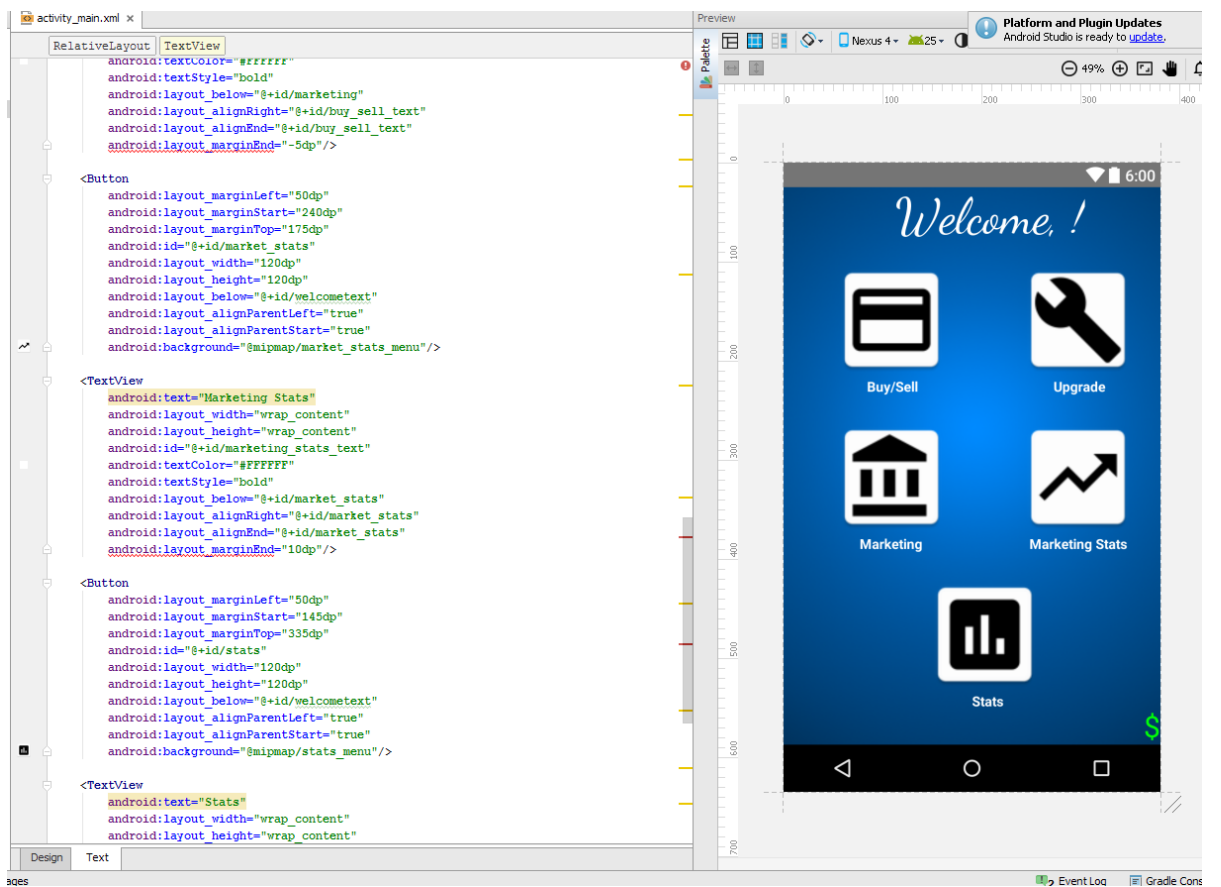 activity_main.xml ×
RelativeLayout TextView
android:textColor="#FFFFFF"
android:textStyle="bold"
android:layout_below="@+id/marketing"
android:layout_alignRight="@+id/buy_sell_text"
android:layout_alignEnd="@+id/buy_sell_text"
android:layout_marginEnd="-5dp"/>
<Button
android:layout_marginLeft="50dp"
android:layout_marginStart="240dp"
android:layout_marginTop="175dp"
android:id="@+id/market_stats"
android:layout_width="120dp"
android:layout_height="120dp"
android:layout_below="@+id/welcometext"
android:layout_alignParentLeft="true"
android:layout_alignParentStart="true"
android:background="@mipmap/market_stats_menu"/>
<TextView
android:text="Marketing Stats"
android:layout_width="wrap_content"
android:layout_height="wrap_content"
android:id="@+id/marketing_stats_text"
android:textColor="#FFFFFF"
android:textStyle="bold"
android:layout_below="@+id/market_stats"
android:layout_alignRight="@+id/market_stats"
android:layout_alignEnd="@+id/market_stats"
android:layout_marginEnd="10dp"/>
<Button
android:layout_marginLeft="50dp"
android:layout_marginStart="145dp"
android:layout_marginTop="335dp"
android:id="@+id/stats"
android:layout_width="120dp"
android:layout_height="120dp"
android:layout_below="@+id/welcometext"
android:layout_alignParentLeft="true"
android:layout_alignParentStart="true"
android:background="@mipmap/stats_menu"/>
<TextView
android:text="Stats"
android:layout_width="wrap_content"
android:layout_height="wrap_content"
Design Text
ages
Preview
Platform and Plugin Updates
Android Studio is ready to update.
Palette
Nexus 4 25
49%
0 100 200 300 400
0
100
200
300
400
500
600
700
6:00
Welcome, !
Buy/Sell Upgrade
Marketing Marketing Stats
Stats
$
2 Event Log Gradle Cons